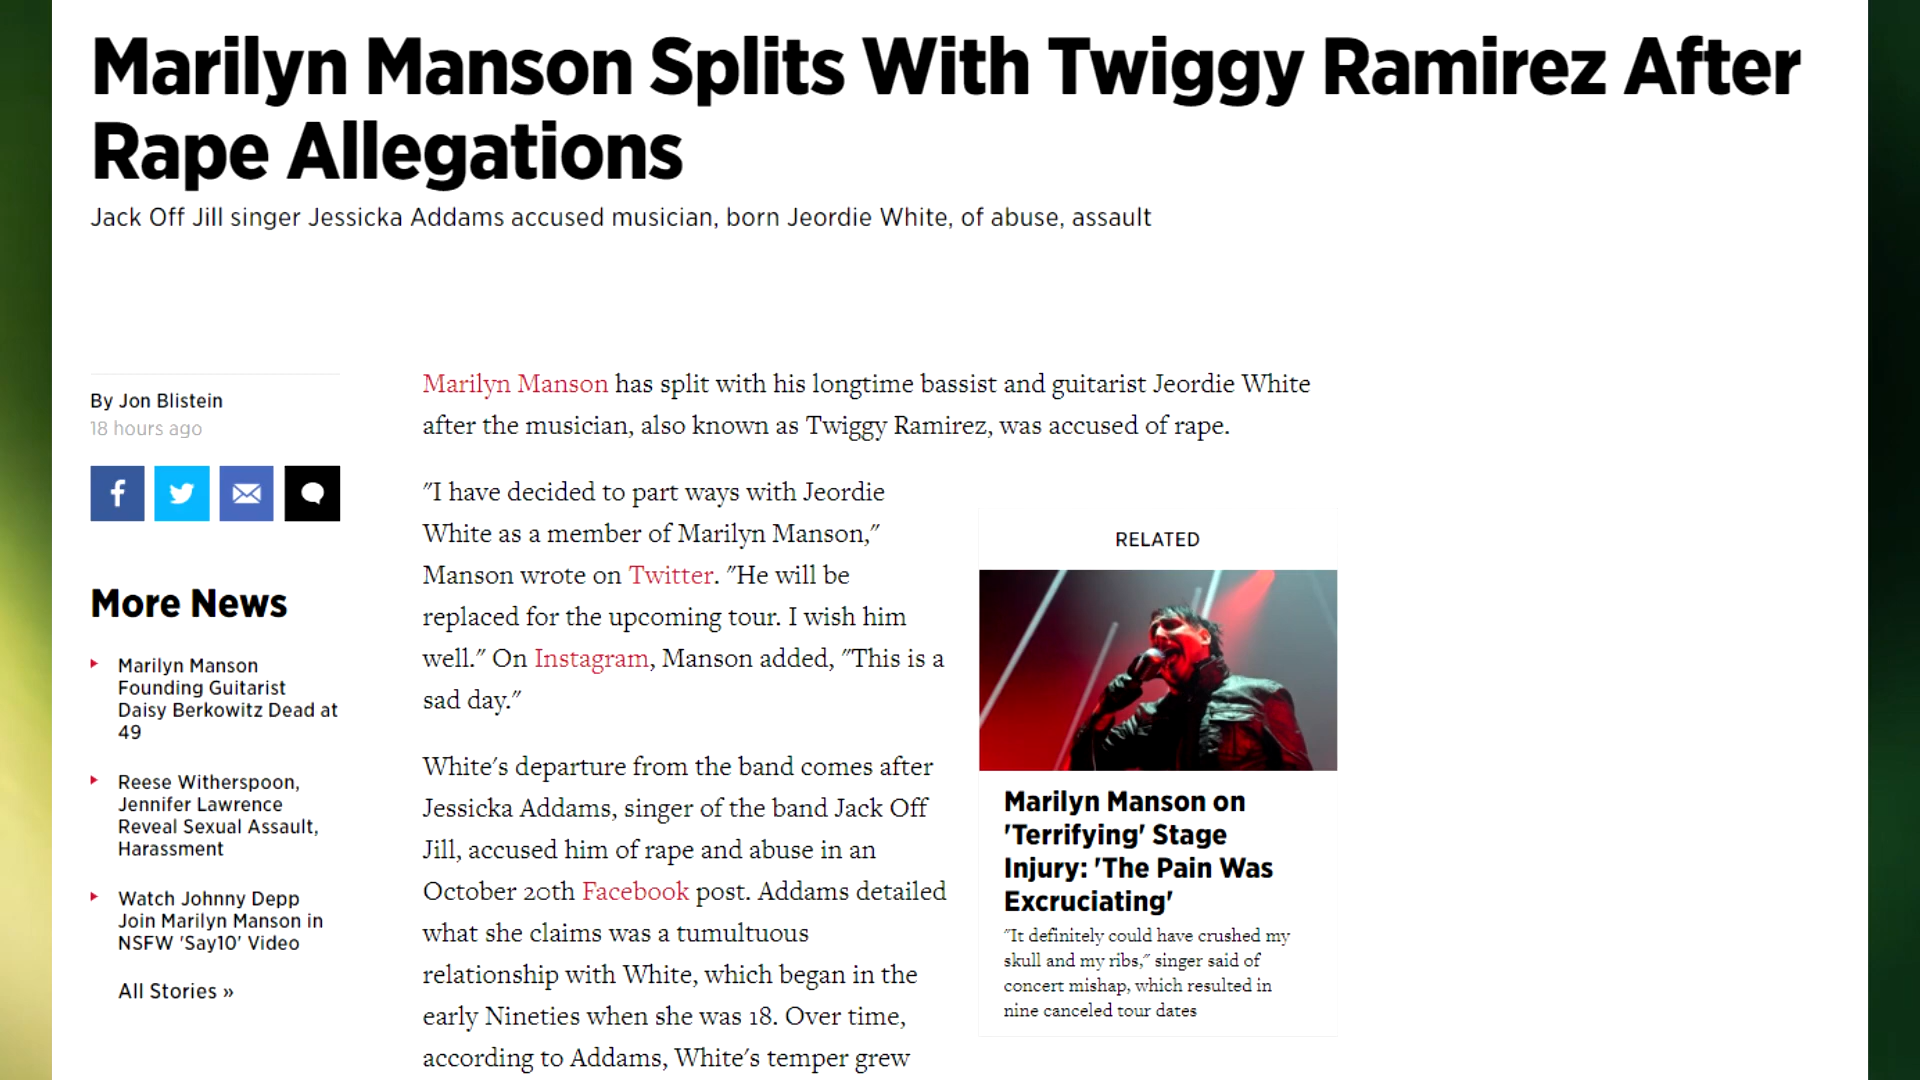 Marilyn Manson Splits With Twiggy Ramirez After
Rape Allegations
Jack Off Jill singer Jessicka Addams accused musician, born Jeordie White, of abuse, assault
By Jon Blistein
18 hours ago
More News
Marilyn Manson
Founding Guitarist
Daisy Berkowitz Dead at
49
Reese Witherspoon,
Jennifer Lawrence
Reveal Sexual Assault,
Harassment
Watch Johnny Depp
Join Marilyn Manson in
NSFW 'Say10' Video
All Stories »
Marilyn Manson has split with his longtime bassist and guitarist Jeordie White
after the musician, also known as Twiggy Ramirez, was accused of rape.
"I have decided to part ways with Jeordie
White as a member of Marilyn Manson,"
Manson wrote on Twitter. "He will be
replaced for the upcoming tour. I wish him
well." On Instagram, Manson added, "This is a
sad day."
White's departure from the band comes after
Jessicka Addams, singer of the band Jack Off
Jill, accused him of rape and abuse in an
October 20th Facebook post. Addams detailed
what she claims was a tumultuous
relationship with White, which began in the
early Nineties when she was 18. Over time,
according to Addams, White's temper grew
RELATED
Marilyn Manson on
'Terrifying' Stage
Injury: 'The Pain Was
Excruciating'
"It definitely could have crushed my
skull and my ribs," singer said of
concert mishap, which resulted in
nine canceled tour dates